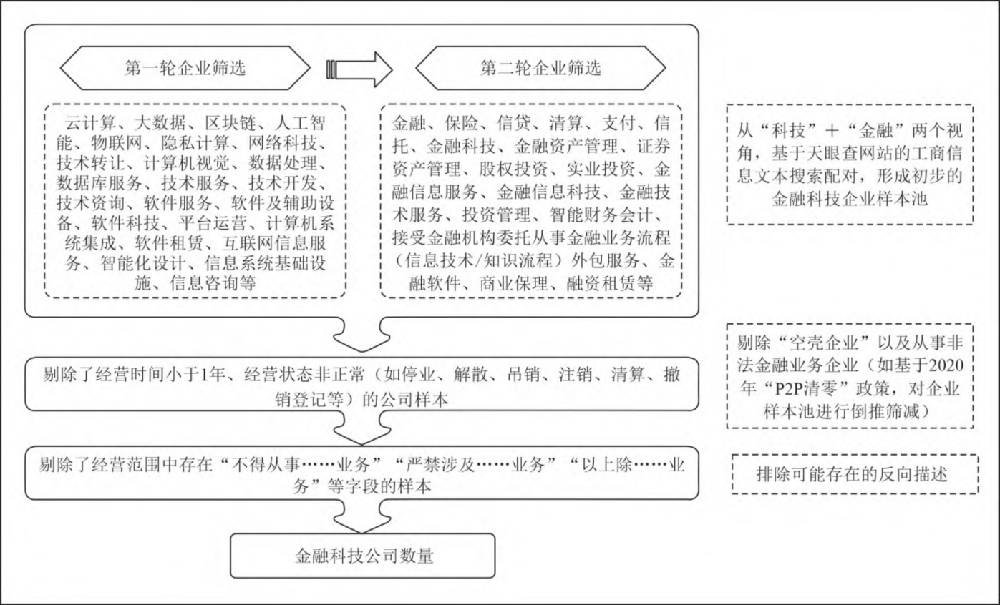 第一轮企业筛选
第二轮企业筛选
云计算、大数据、区块链、人工智
能、物联网、隐私计算、网络科技、
技术转让、计算机视觉、数据处理、
数据库服务、技术服务、技术开发、
技术资询、软件服务、软件及辅助设
备、软件科技、平台运营、计算机系
统集成、软件租赁、互联网信息服
务、智能化设计、信息系统基础设
施、信息咨询等
金融、保险、信贷、清算、支付、信
托、金融科技、金融资产管理、证券
资产管理、股权投资、实业投资、金
融信息服务、金融信息科技、金融技
术服务、投资管理、智能财务会计、
接受金融机构委托从事金融业务流程
（信息技术/知识流程）外包服务、金
融软件、商业保理、融资租赁等
从“科技”＋“金融”两个视
角，基于天眼查网站的工商信
息文本搜索配对，形成初步的
金融科技企业样本池
剔除了经营时间小于1年、经营状态非正常（如停业、解散、吊销、注销、清算、撤
销登记等）的公司样本
剔除“空壳企业”以及从事非
法金融业务企业（如基于2020
年“P2P清零”政策，对企业
样本池进行倒推筛减）
剔除了经营范围中存在“不得从事……业务”“严禁涉及……业务”“以上除……业
务”等字段的样本
排除可能存在的反向描述
金融科技公司数量